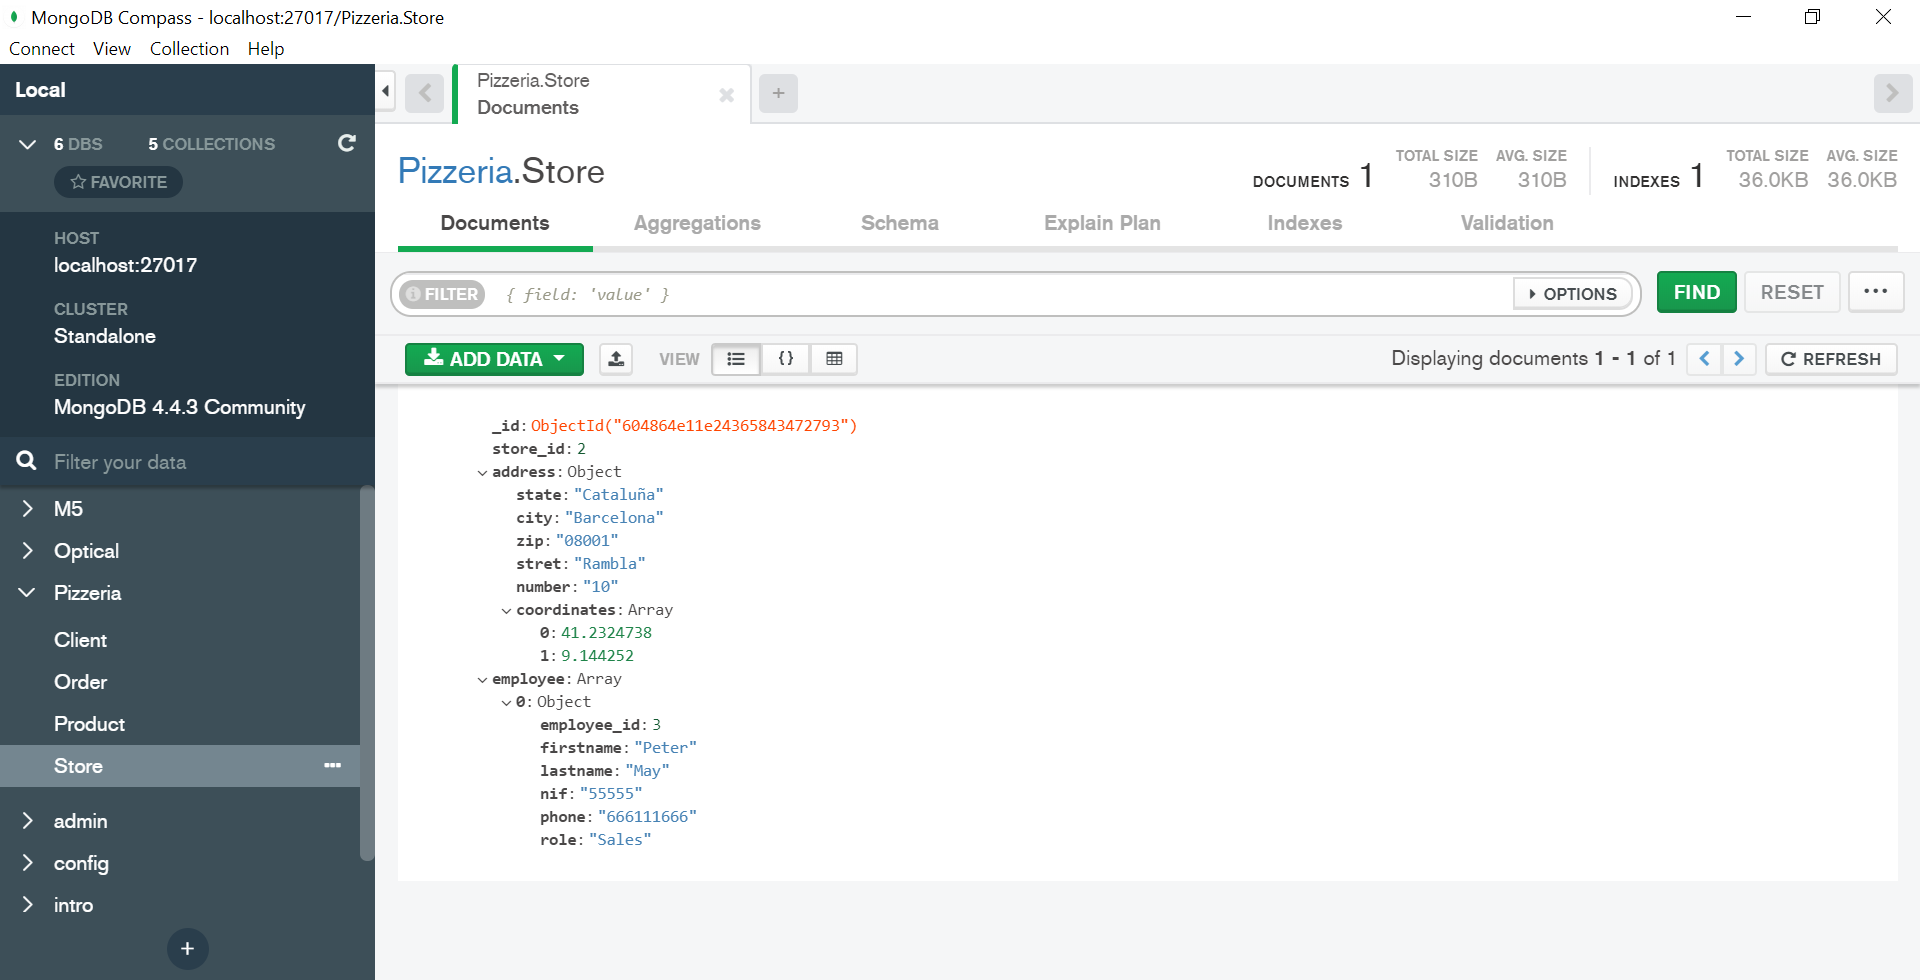 MongoDB Compass - localhost:27017/Pizzeria.Store
Connect View Collection Help
Local
6 DBS 5 COLLECTIONS
FAVORITE
HOST
localhost:27017
CLUSTER
Standalone
EDITION
MongoDB 4.4.3 Community
Filter your data
M5
Optical
Pizzeria
Client
Order
Product
Store
admin
config
intro
Pizzeria.Store
Documents
Pizzeria.Store
DOCUMENTS 1 TOTAL SIZE 310B AVG. SIZE 310B INDEXES 1 TOTAL SIZE 36.0KB AVG. SIZE 36.0KB
Documents Aggregations Schema Explain Plan Indexes Validation
FILTER { field: 'value' } OPTIONS FIND RESET ...
ADD DATA VIEW {} Displaying documents 1 - 1 of 1 REFRESH
_id: ObjectId("604864e11e24365843472793")
store_id: 2
address: Object
state: "Cataluña"
city: "Barcelona"
zip: "08001"
stret: "Rambla"
number: "10"
coordinates: Array
0: 41.2324738
1: 9.144252
employee: Array
0: Object
employee_id: 3
firstname: "Peter"
lastname: "May"
nif: "55555"
phone: "666111666"
role: "Sales"